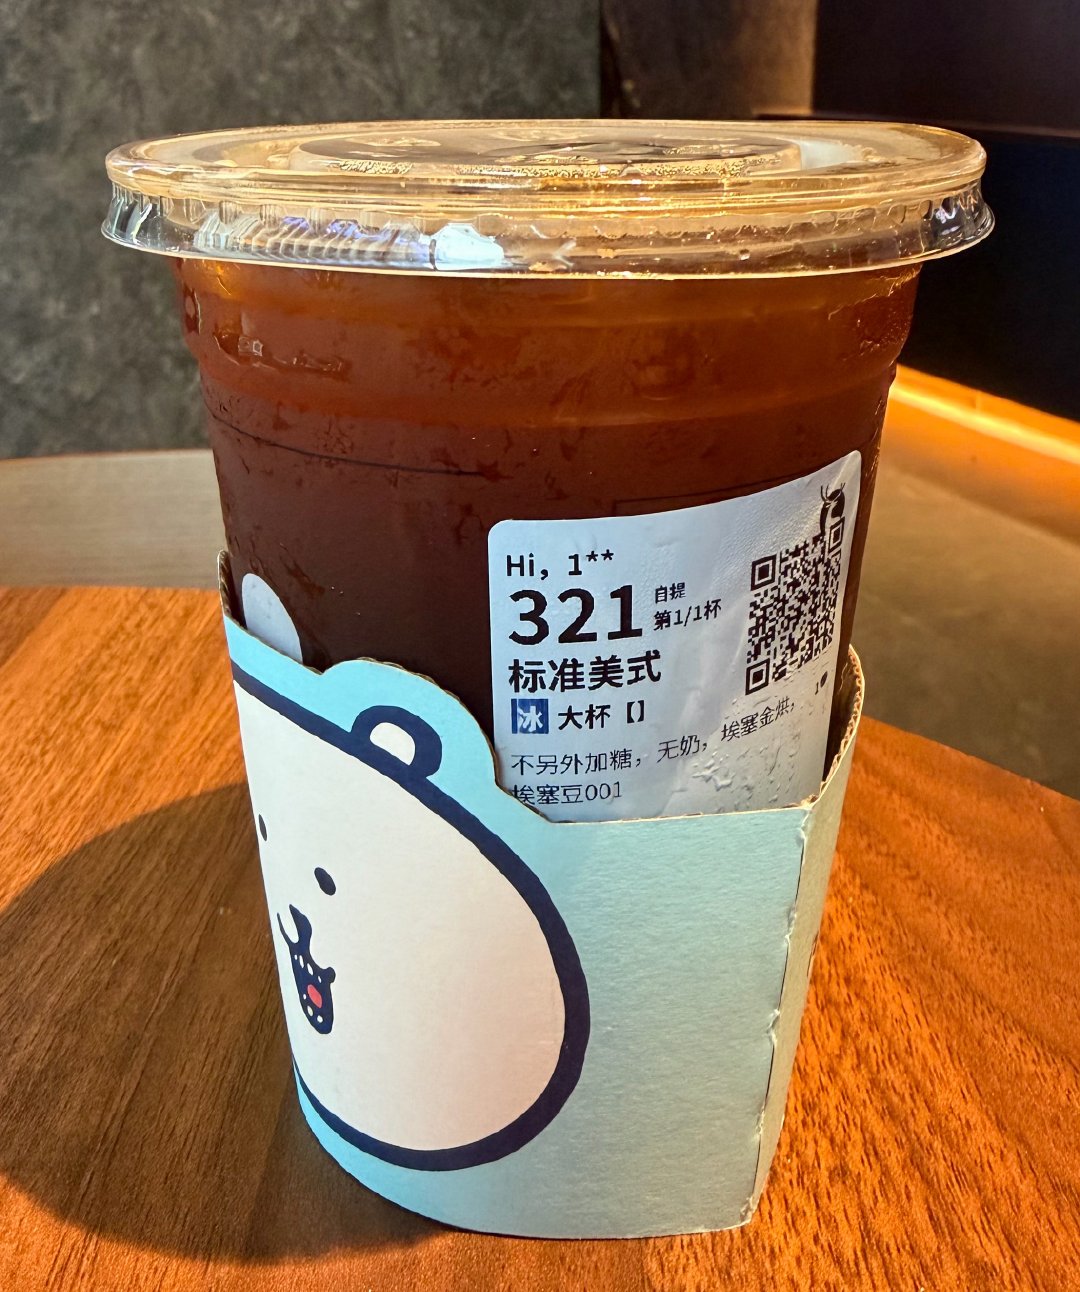 Hi, 1**
321 自提
第1/1杯
标准美式
冰 大杯【】
不另外加糖, 无奶, 埃塞金烘,
埃塞豆001